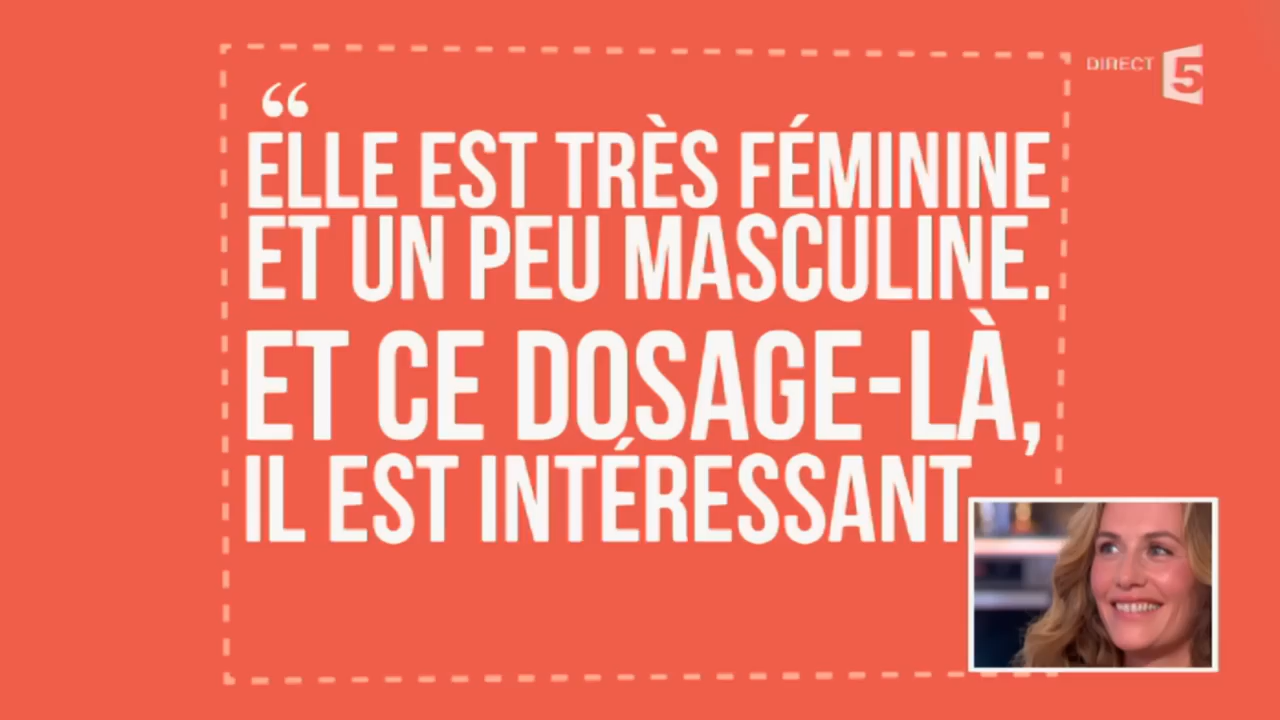 DIRECT 5
“
ELLE EST TRÈS FÉMININE
ET UN PEU MASCULINE.
ET CE DOSAGE-LÀ,
IL EST INTÉRESSANT